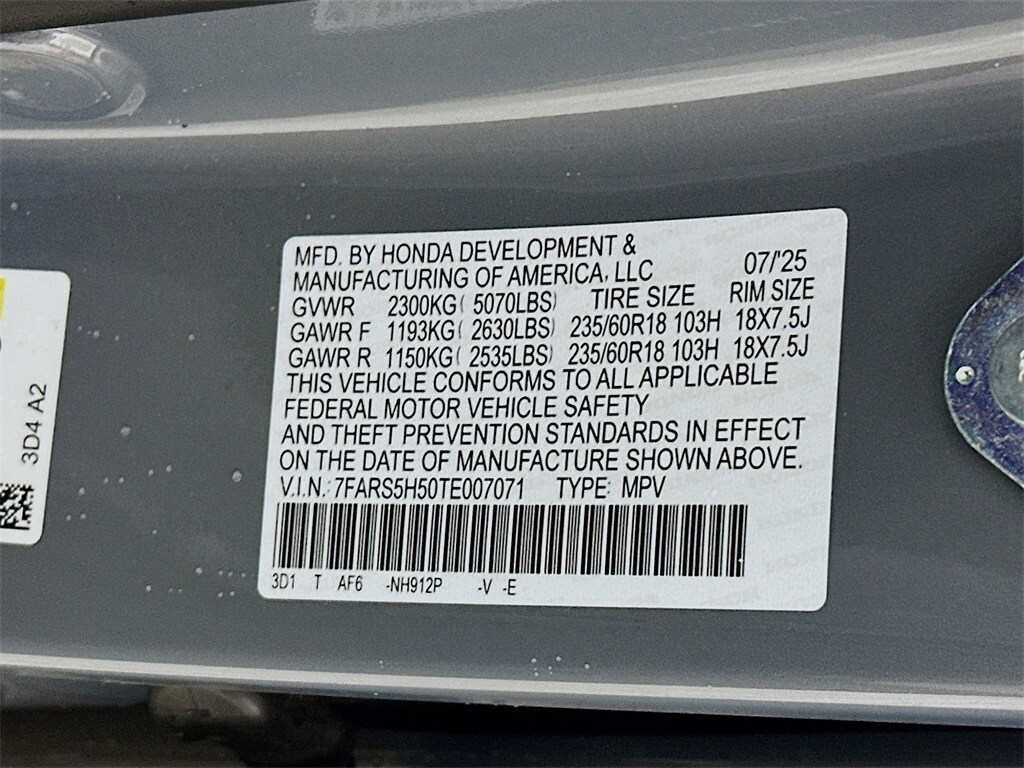 MFD. BY HONDA DEVELOPMENT &
MANUFACTURING OF AMERICA, LLC 07/'25
GVWR 2300KG( 5070LBS) TIRE SIZE RIM SIZE
GAWR F 1193KG( 2630LBS) 235/60R18 103H 18X7.5J
GAWR R 1150KG( 2535LBS) 235/60R18 103H 18X7.5J
THIS VEHICLE CONFORMS TO ALL APPLICABLE
FEDERAL MOTOR VEHICLE SAFETY
AND THEFT PREVENTION STANDARDS IN EFFECT
ON THE DATE OF MANUFACTURE SHOWN ABOVE.
V.I.N.: 7FARS5H50TE007071 TYPE: MPV
3D1 T AF6 -NH912P -V -E
3D4 A2